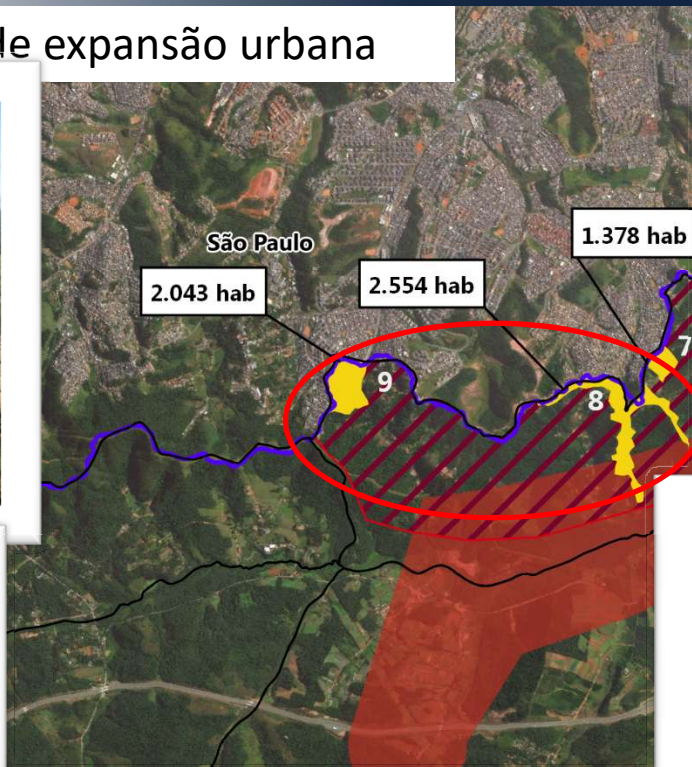 de expansão urbana
São Paulo
1.378 hab
2.043 hab
2.554 hab
7
9
8